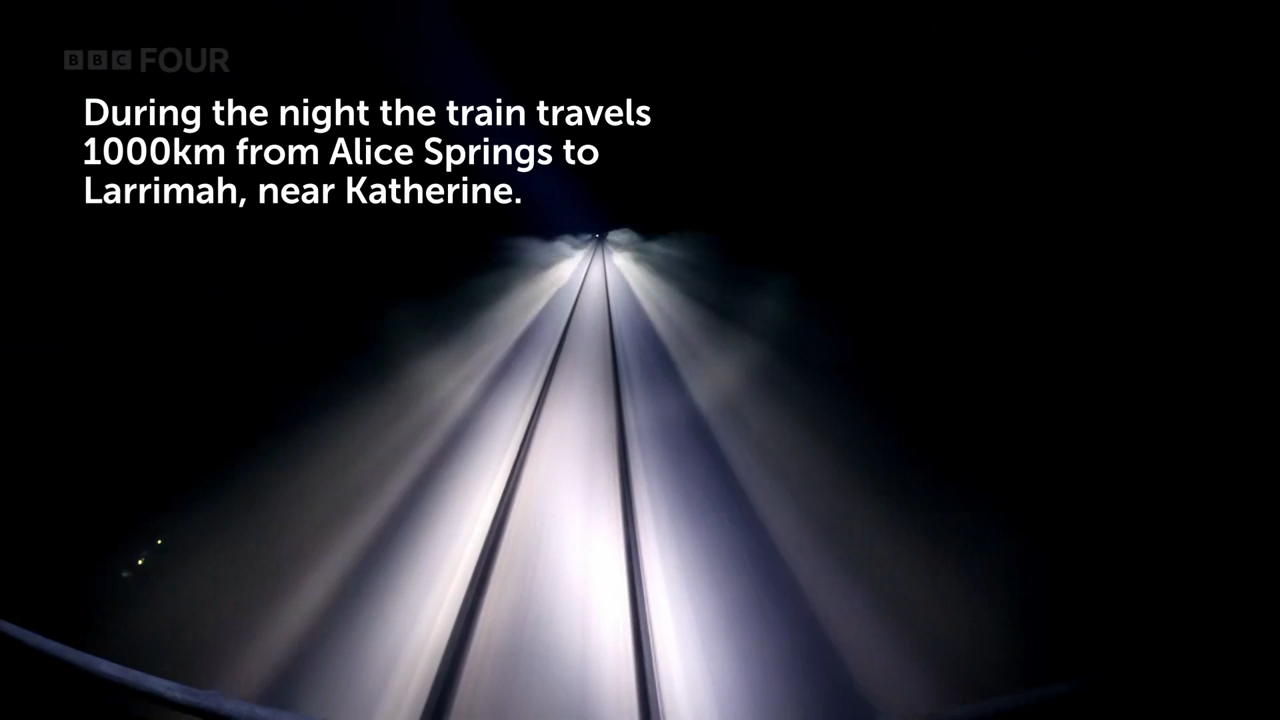 BBC FOUR
During the night the train travels
1000km from Alice Springs to
Larrimah, near Katherine.